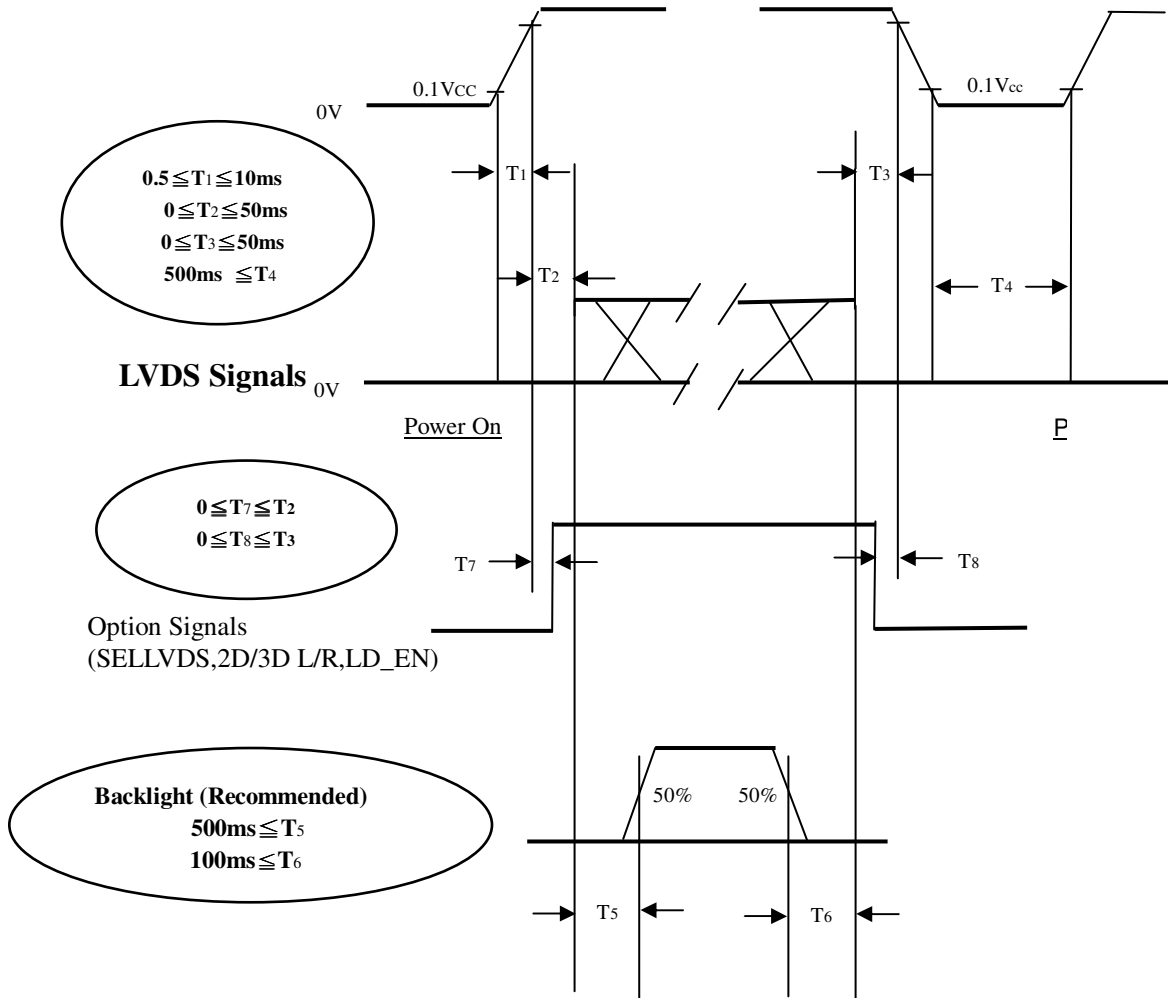 0.1VCC
0.1Vcc
0V
0.5≦T1≦10ms
0≦T2≦50ms
0≦T3≦50ms
500ms ≦T4
T1
T3
T2
T4
LVDS Signals 0V
Power On
P
0≦T7≦T2
0≦T8≦T3
T7
T8
Option Signals
(SELLVDS,2D/3D L/R,LD_EN)
Backlight (Recommended)
500ms≦T5
100ms≦T6
50% 50%
T5
T6